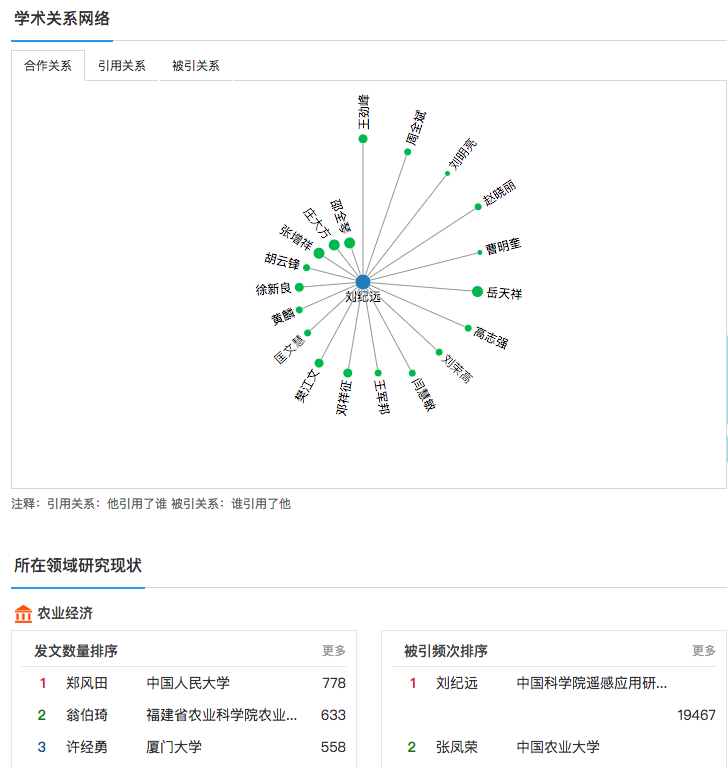 学术关系网络
合作关系 引用关系 被引关系
王劲峰
周全斌
刘明亮
赵晓丽
曹明奎
岳天祥
高志强
刘荣高
闫慧敏
王军邦
邓祥征
樊江文
匡文慧
黄麟
徐新良
胡云锋
张增祥
庄大方
邵全琴
刘纪远
注释：引用关系：他引用了谁 被引关系：谁引用了他
所在领域研究现状
农业经济
发文数量排序 更多
1 郑风田 中国人民大学 778
2 翁伯琦 福建省农业科学院农业... 633
3 许经勇 厦门大学 558
被引频次排序 更多
1 刘纪远 中国科学院遥感应用研...
19467
2 张凤荣 中国农业大学